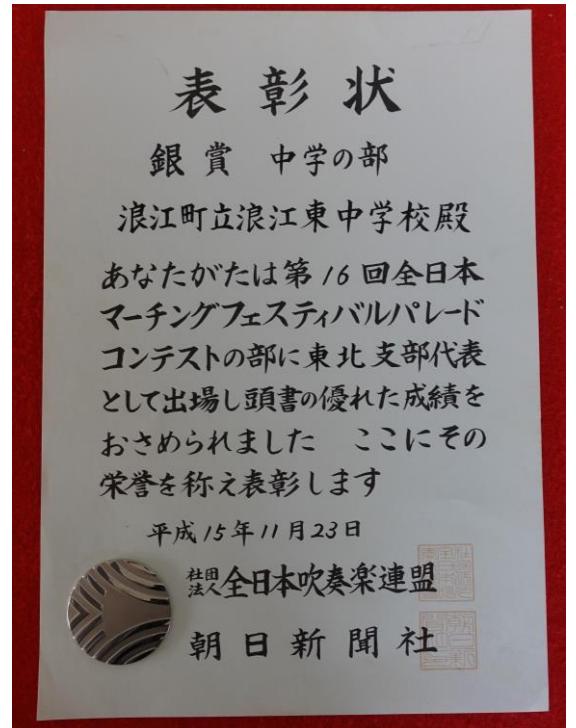 表彰状
銀賞 中学の部
浪江町立浪江東中学校殿
あなたがたは第16回全日本
マーチングフェスティバルパレード
コンテストの部に東北支部代表
として出場し頭書の優れた成績を
おさめられました ここにその
栄誉を称え表彰します
平成15年11月23日
社団法人全日本吹奏楽連盟
朝日新聞社